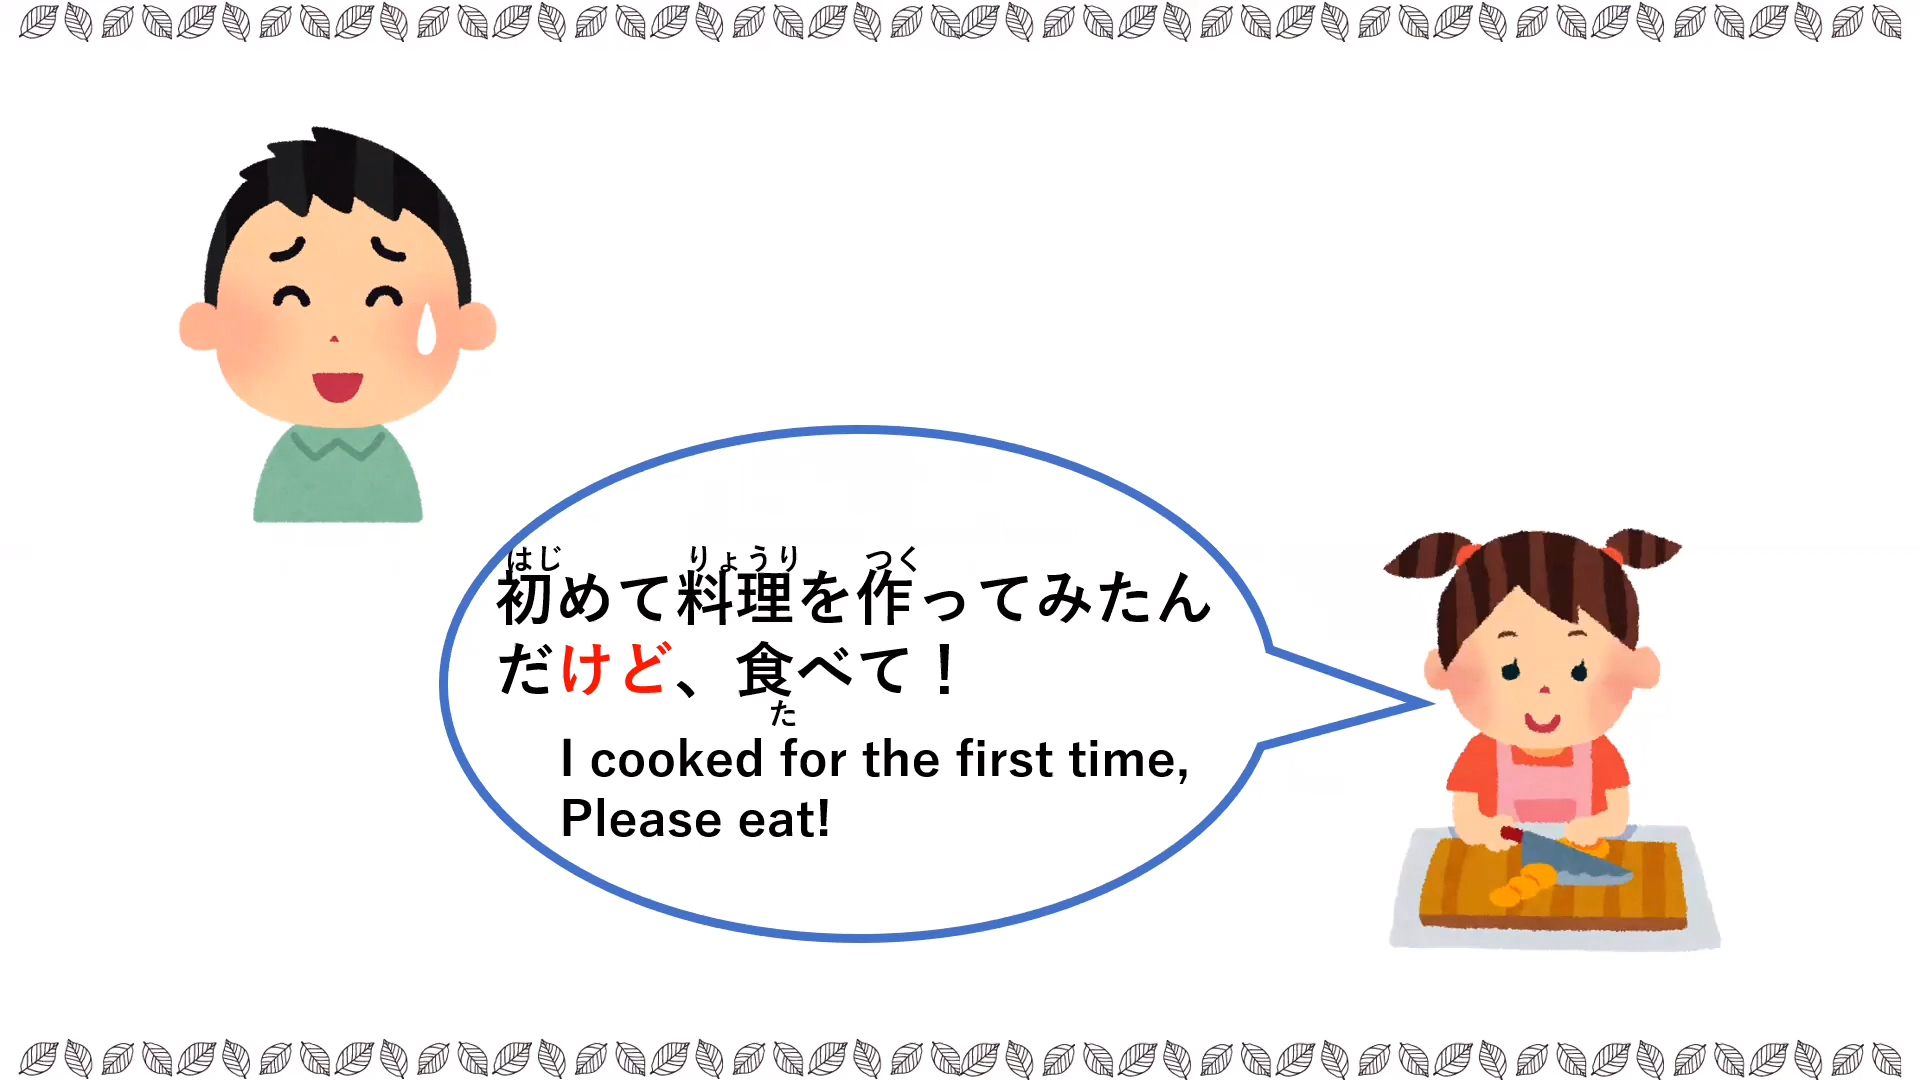 はじ りょうり つく
初めて料理を作ってみたん
だけど、食べて！
た
I cooked for the first time,
Please eat!